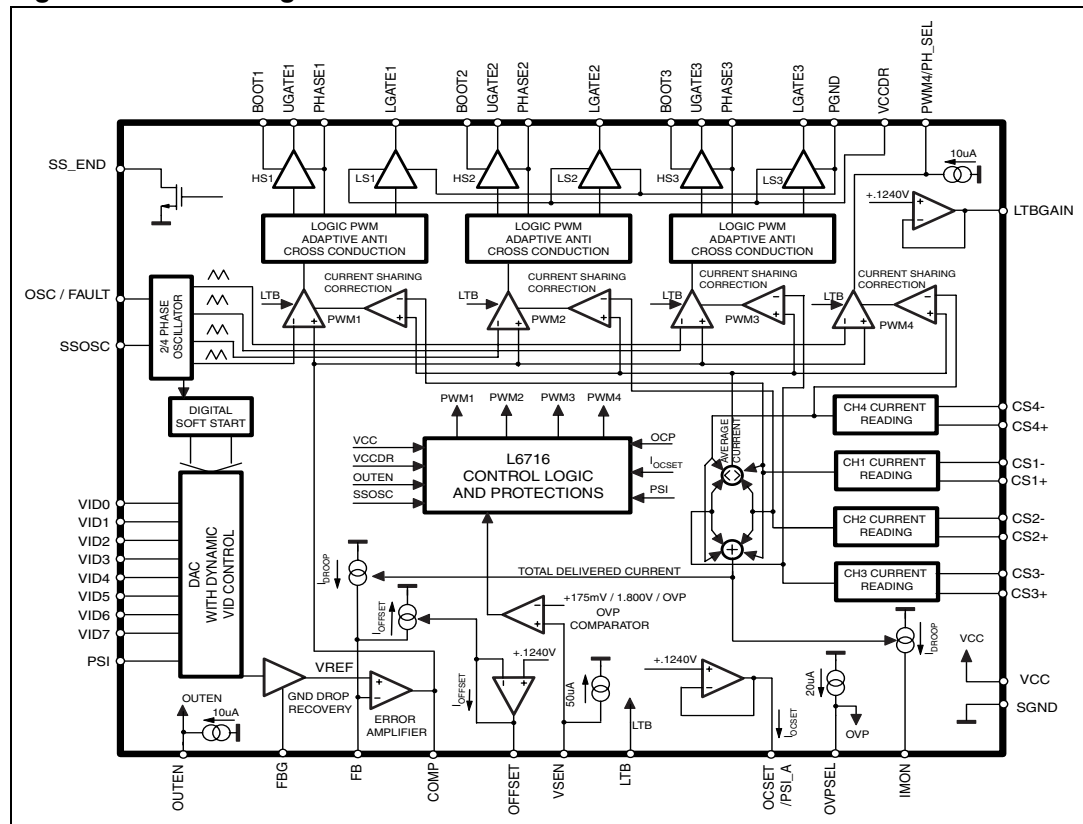 BOOT1
UGATE1
PHASE1
LGATE1
BOOT2
UGATE2
PHASE2
LGATE2
BOOT3
UGATE3
PHASE3
LGATE3
PGND
VCCDR
PWM4/PH_SEL
SS_END
HS1
LS1
HS2
LS2
HS3
LS3
10uA
+.1240V
LTBGAIN
LOGIC PWM
ADAPTIVE ANTI
CROSS CONDUCTION
LOGIC PWM
ADAPTIVE ANTI
CROSS CONDUCTION
LOGIC PWM
ADAPTIVE ANTI
CROSS CONDUCTION
OSC / FAULT
SSOSC
2/4 PHASE
OSCILLATOR
LTB
PWM1
CURRENT SHARING
CORRECTION
LTB
PWM2
CURRENT SHARING
CORRECTION
LTB
PWM3
CURRENT SHARING
CORRECTION
LTB
PWM4
CURRENT SHARING
CORRECTION
DIGITAL
SOFT START
PWM1
PWM2
PWM3
PWM4
VCC
VCCDR
OUTEN
SSOSC
L6716
CONTROL LOGIC
AND PROTECTIONS
OCP
IOCSET
PSI
AVERAGE
CURRENT
CH4 CURRENT
READING
CS4-
CS4+
CH1 CURRENT
READING
CS1-
CS1+
CH2 CURRENT
READING
CS2-
CS2+
CH3 CURRENT
READING
CS3-
CS3+
VID0
VID1
VID2
VID3
VID4
VID5
VID6
VID7
PSI
DAC
WITH DYNAMIC
VID CONTROL
IDROOP
TOTAL DELIVERED CURRENT
IOFFSET
+175mV / 1.800V / OVP
OVP
COMPARATOR
IDROOP
VCC
VCC
SGND
VREF
GND DROP
RECOVERY
ERROR
AMPLIFIER
IOFFSET
+.1240V
50uA
LTB
+.1240V
IOCSET
20uA
OVP
OUTEN
10uA
OUTEN
FBG
FB
COMP
OFFSET
VSEN
LTB
OCSET
/PSI_A
OVPSEL
IMON